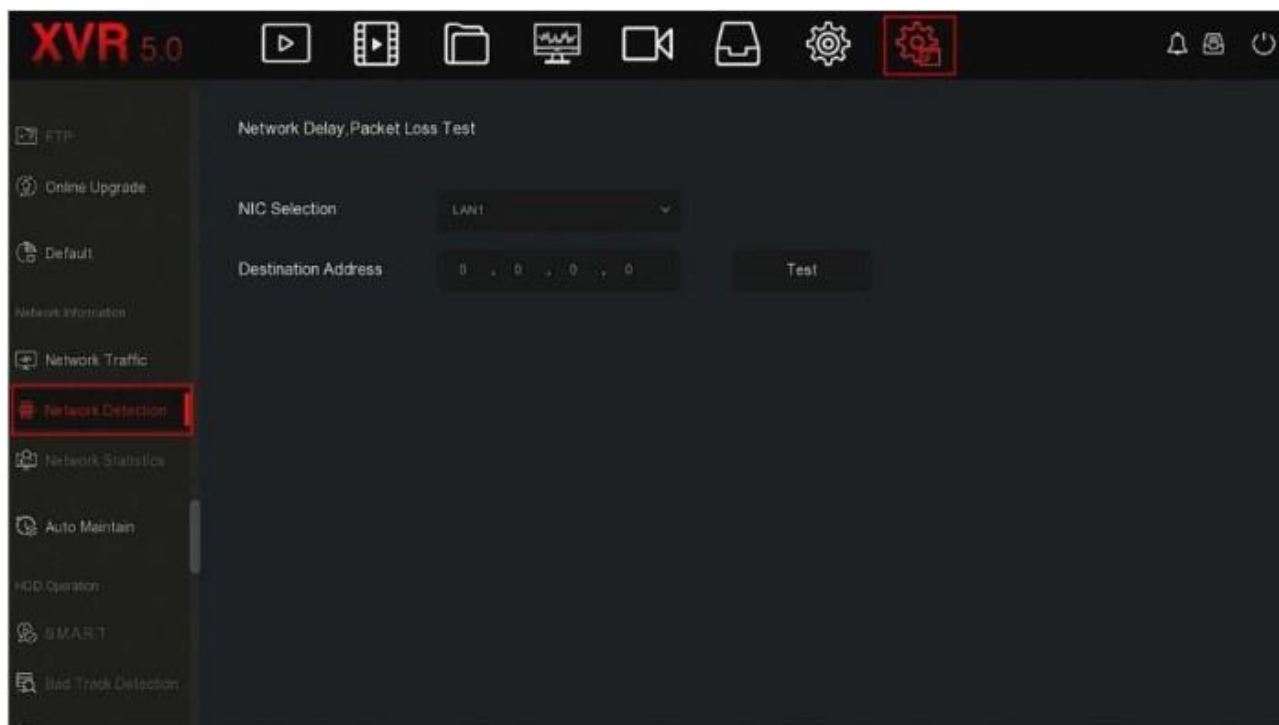 XVR 5.0
FTP
Online Upgrade
Default
Network Information
Network Traffic
Network Detection
Network Statistics
Auto Maintain
HDD Operation
SMART
Bad Track Detection
Network Delay,Packet Loss Test
NIC Selection LAN1
Destination Address 0 . 0 . 0 . 0 Test